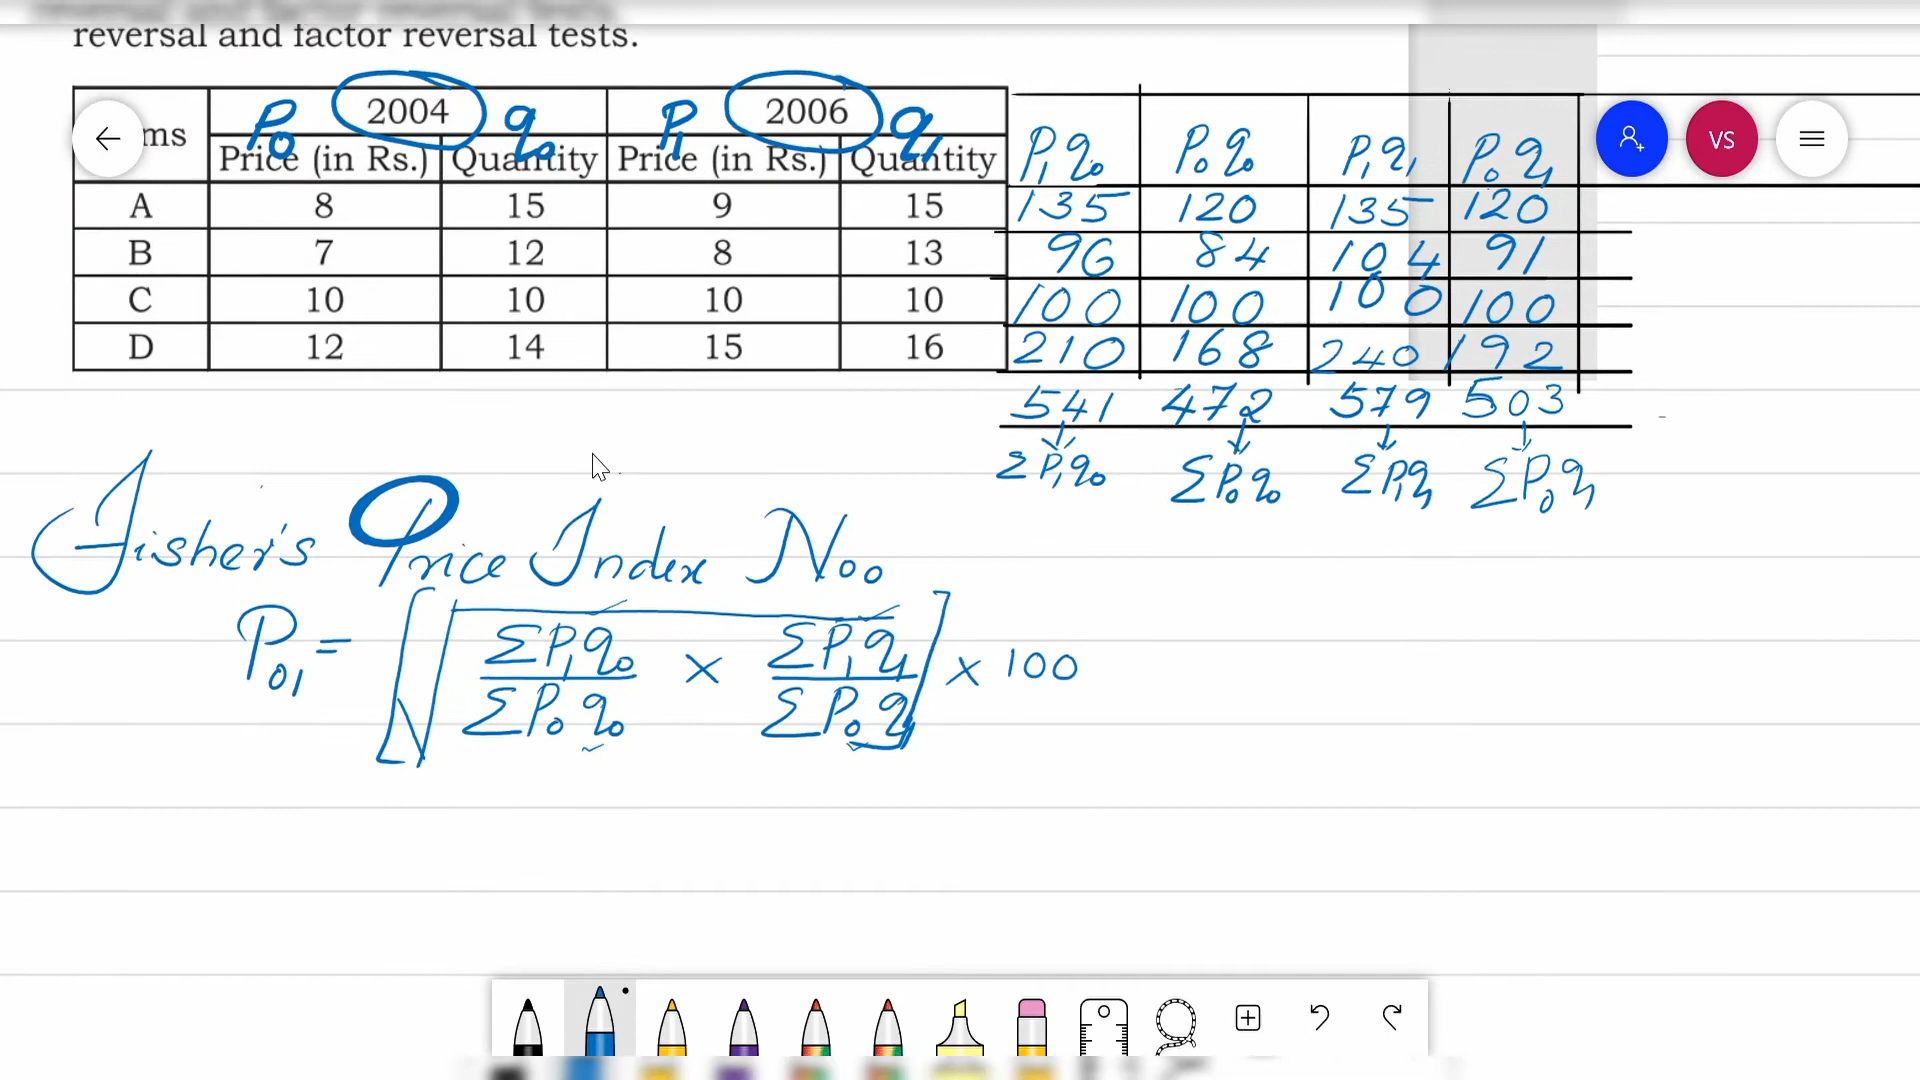 reversal and factor reversal tests.
ms P0 2004 q0 P1 2006 q1
Price (in Rs.) Quantity Price (in Rs.) Quantity P1q0 P0q0 P1q1 P0q1
A 8 15 9 15 135 120 135 120
B 7 12 8 13 96 84 104 91
C 10 10 10 10 100 100 100 100
D 12 14 15 16 210 168 240 192
541 472 579 503
ΣP1q0 ΣP0q0 ΣP1q1 ΣP0q1
Fisher's Price Index No.
P01 = [√ ΣP1q0 / ΣP0q0 × ΣP1q1 / ΣP0q1 ] × 100
VS